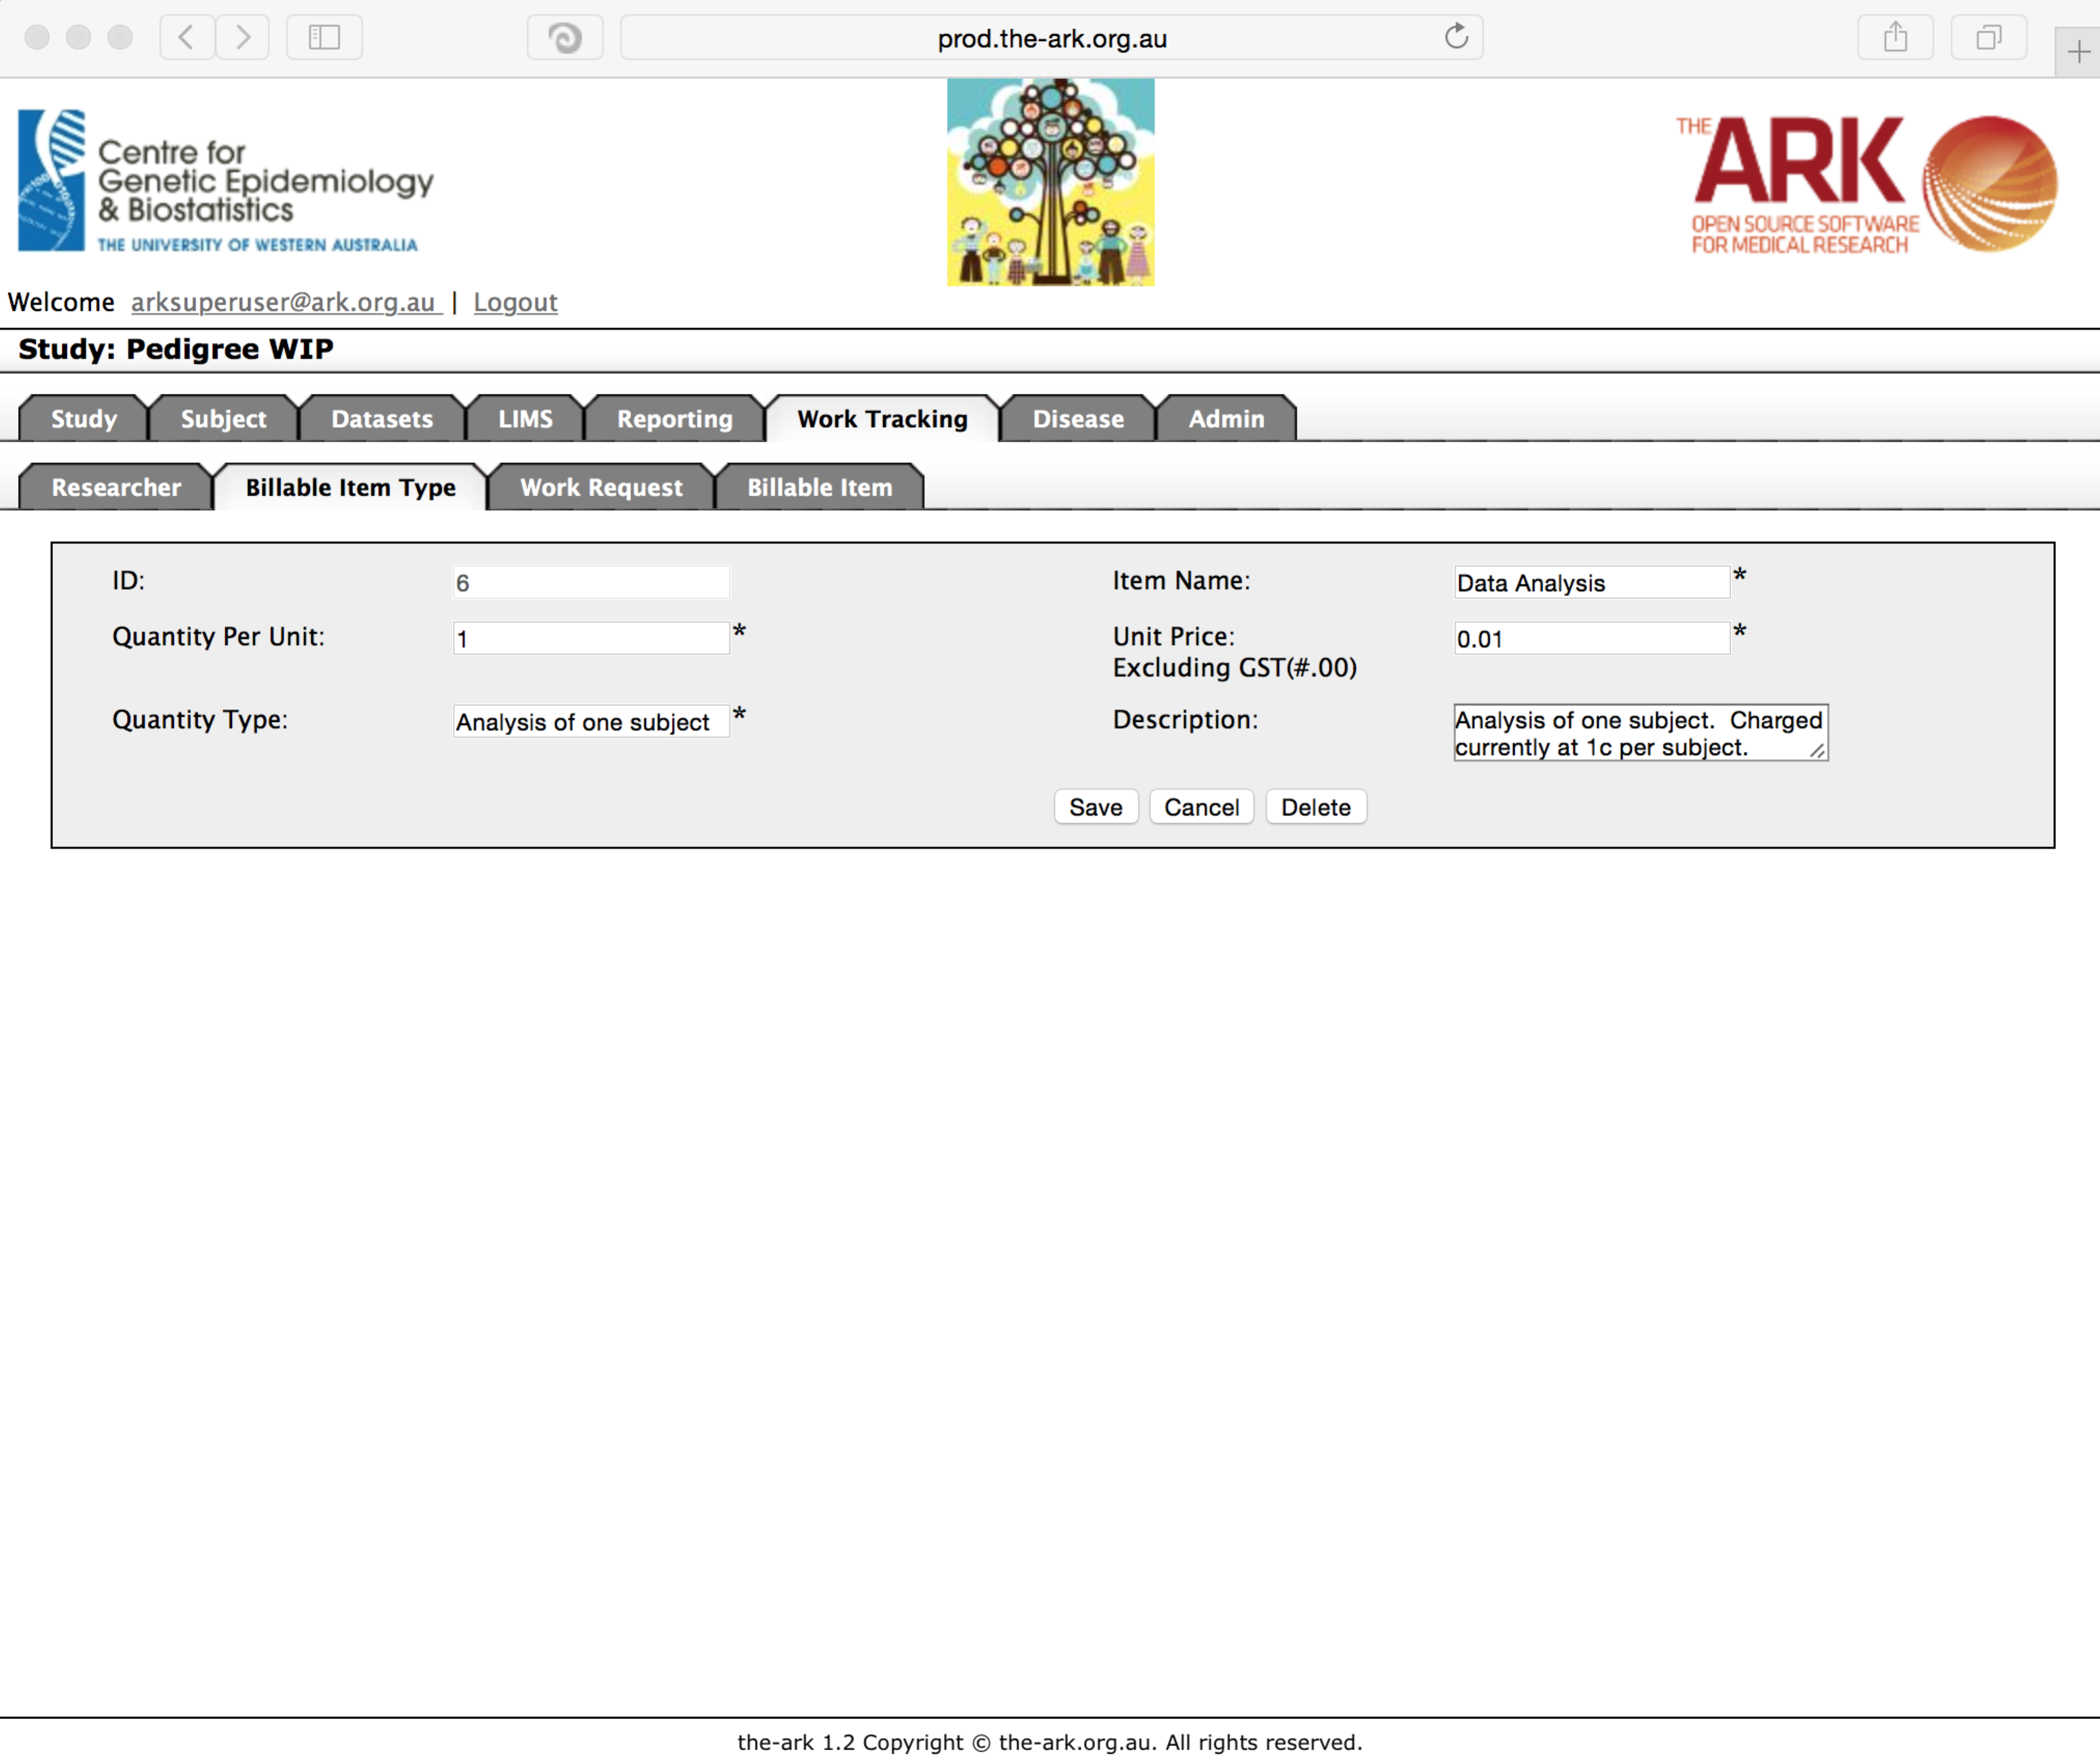 prod.the-ark.org.au
Centre for
Genetic Epidemiology
& Biostatistics
THE UNIVERSITY OF WESTERN AUSTRALIA
THE ARK
OPEN SOURCE SOFTWARE
FOR MEDICAL RESEARCH
Welcome arksuperuser@ark.org.au | Logout
Study: Pedigree WIP
Study Subject Datasets LIMS Reporting Work Tracking Disease Admin
Researcher Billable Item Type Work Request Billable Item
ID: 6 Item Name: Data Analysis *
Quantity Per Unit: 1 * Unit Price: 0.01 *
Excluding GST(#.00)
Quantity Type: Analysis of one subject * Description: Analysis of one subject. Charged
currently at 1c per subject.
Save Cancel Delete
the-ark 1.2 Copyright © the-ark.org.au. All rights reserved.